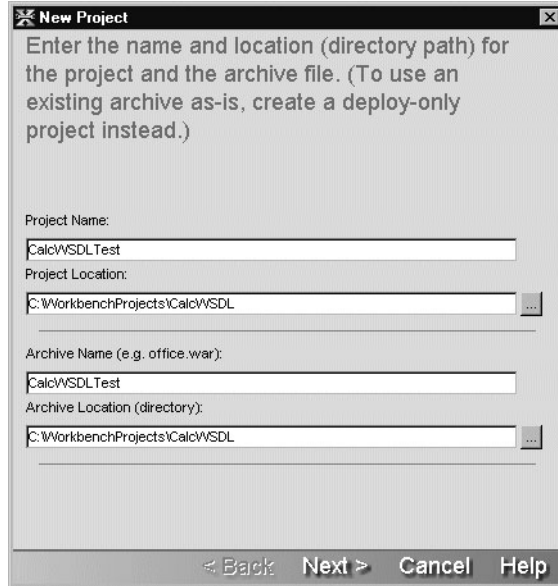 New Project
Enter the name and location (directory path) for
the project and the archive file. (To use an
existing archive as-is, create a deploy-only
project instead.)
Project Name:
CalcWSDLTest
Project Location:
C:\WorkbenchProjects\CalcWSDL
...
Archive Name (e.g. office.war):
CalcWSDLTest
Archive Location (directory):
C:\WorkbenchProjects\CalcWSDL
...
< Back Next > Cancel Help